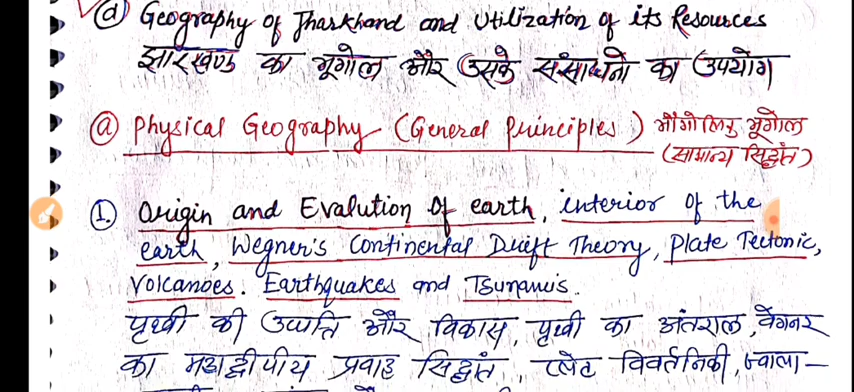 (d) Geography of Jharkhand and Utilization of its Resources
झारखण्ड का भूगोल और उसके संसाधनों का उपयोग
(a) Physical Geography (General Principles) भौगोलिक भूगोल
(सामान्य सिद्धांत)
(1). Origin and Evalution Of earth, interior of the
earth, Wegner's Continental Drift Theory, Plate Tectonic,
Volcanoes. Earthquakes and Tsunamis.
पृथ्वी की उत्पत्ति और विकास, पृथ्वी का अंतराल, वेगनर
का महाद्वीपीय प्रवाह सिद्धांत, प्लेट विवर्तनिकी, ज्वाला-